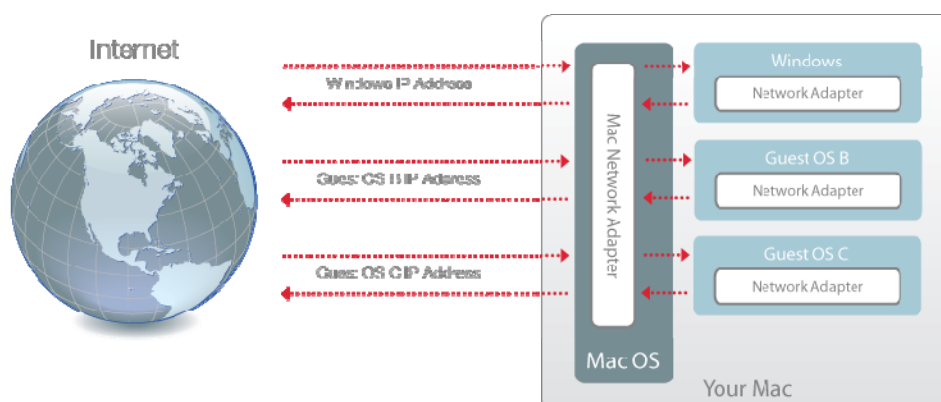 Internet
Windows IP Address
Guest OS B IP Address
Guest OS C IP Address
Mac Network Adapter
Mac OS
Windows
Network Adapter
Guest OS B
Network Adapter
Guest OS C
Network Adapter
Your Mac